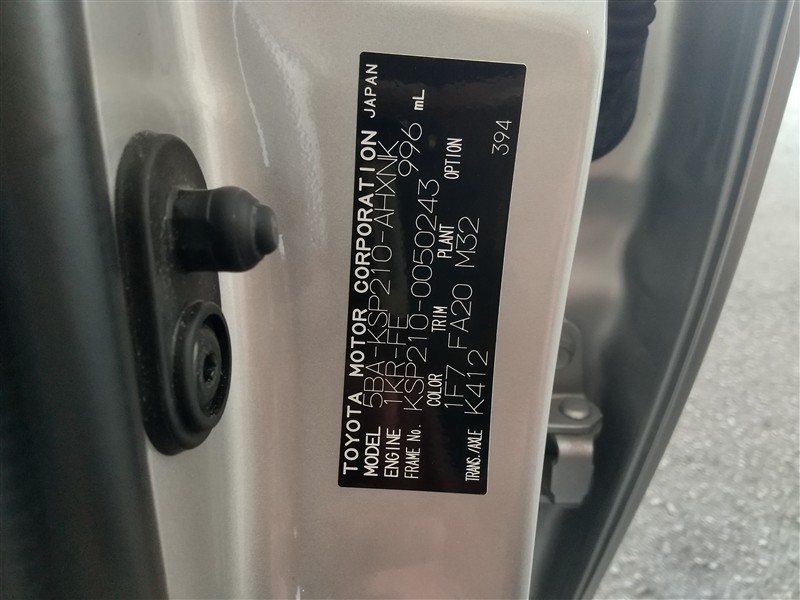 TOYOTA MOTOR CORPORATION JAPAN
MODEL 5BA-KSP210-AHXNK
ENGINE 1KR-FE 996 mL
FRAME No. KSP210-0050243
COLOR TRIM PLANT OPTION
1F7 FA20 M32
TRANS./AXLE K412 394